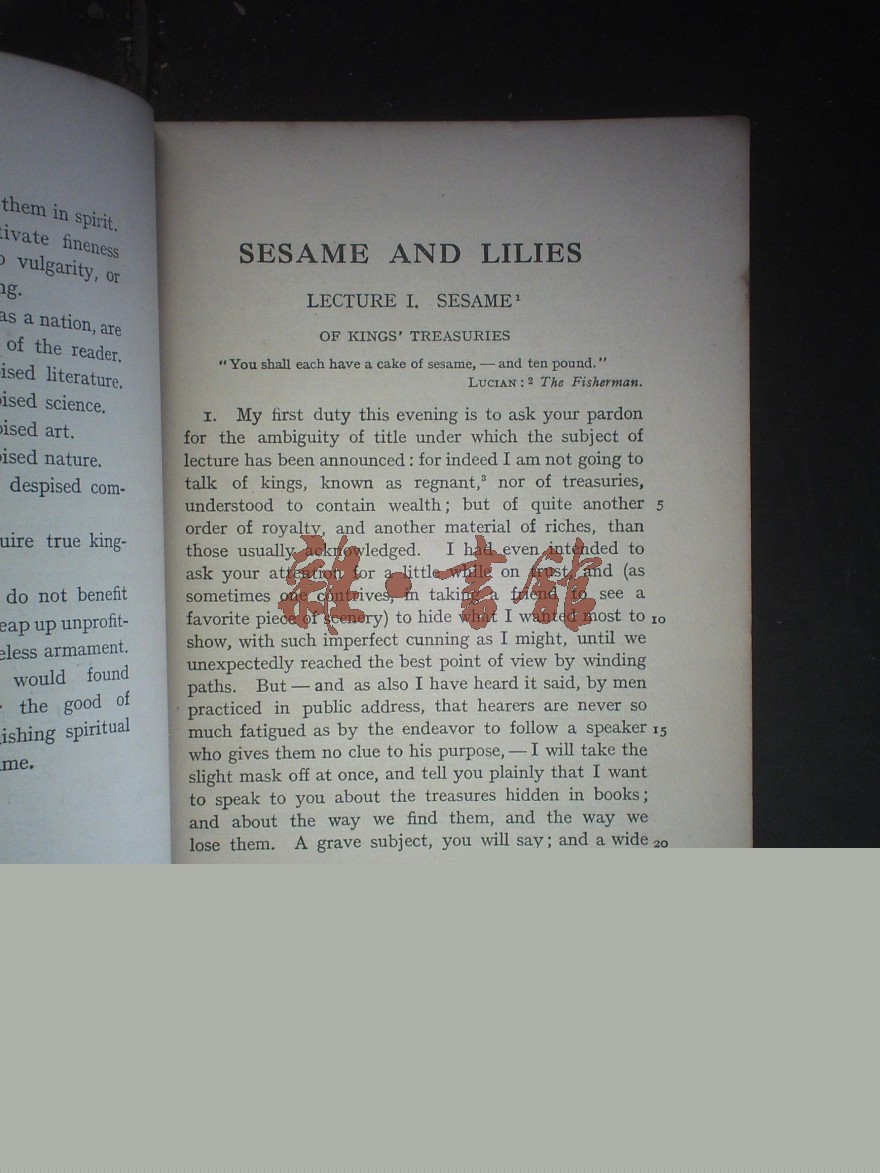 them in spirit.
tivate fineness
vulgarity, or
ng.
as a nation, are
of the reader.
ised literature.
ised science.
ised art.
ised nature.
despised com-
uire true king-
do not benefit
eap up unprofit-
eless armament.
would found
the good of
ishing spiritual
me.
SESAME AND LILIES
LECTURE I. SESAME¹
OF KINGS' TREASURIES
"You shall each have a cake of sesame, — and ten pound."
LUCIAN:² The Fisherman.
1. My first duty this evening is to ask your pardon
for the ambiguity of title under which the subject of
lecture has been announced: for indeed I am not going to
talk of kings, known as regnant,³ nor of treasuries,
understood to contain wealth; but of quite another 5
order of royalty, and another material of riches, than
those usually acknowledged. I had even intended to
ask your attention for a little while on trust, and (as
sometimes one contrives, in taking a friend to see a
favorite piece of scenery) to hide what I wanted most to 10
show, with such imperfect cunning as I might, until we
unexpectedly reached the best point of view by winding
paths. But — and as also I have heard it said, by men
practiced in public address, that hearers are never so
much fatigued as by the endeavor to follow a speaker 15
who gives them no clue to his purpose, — I will take the
slight mask off at once, and tell you plainly that I want
to speak to you about the treasures hidden in books;
and about the way we find them, and the way we
lose them. A grave subject, you will say; and a wide 20
雜·書館